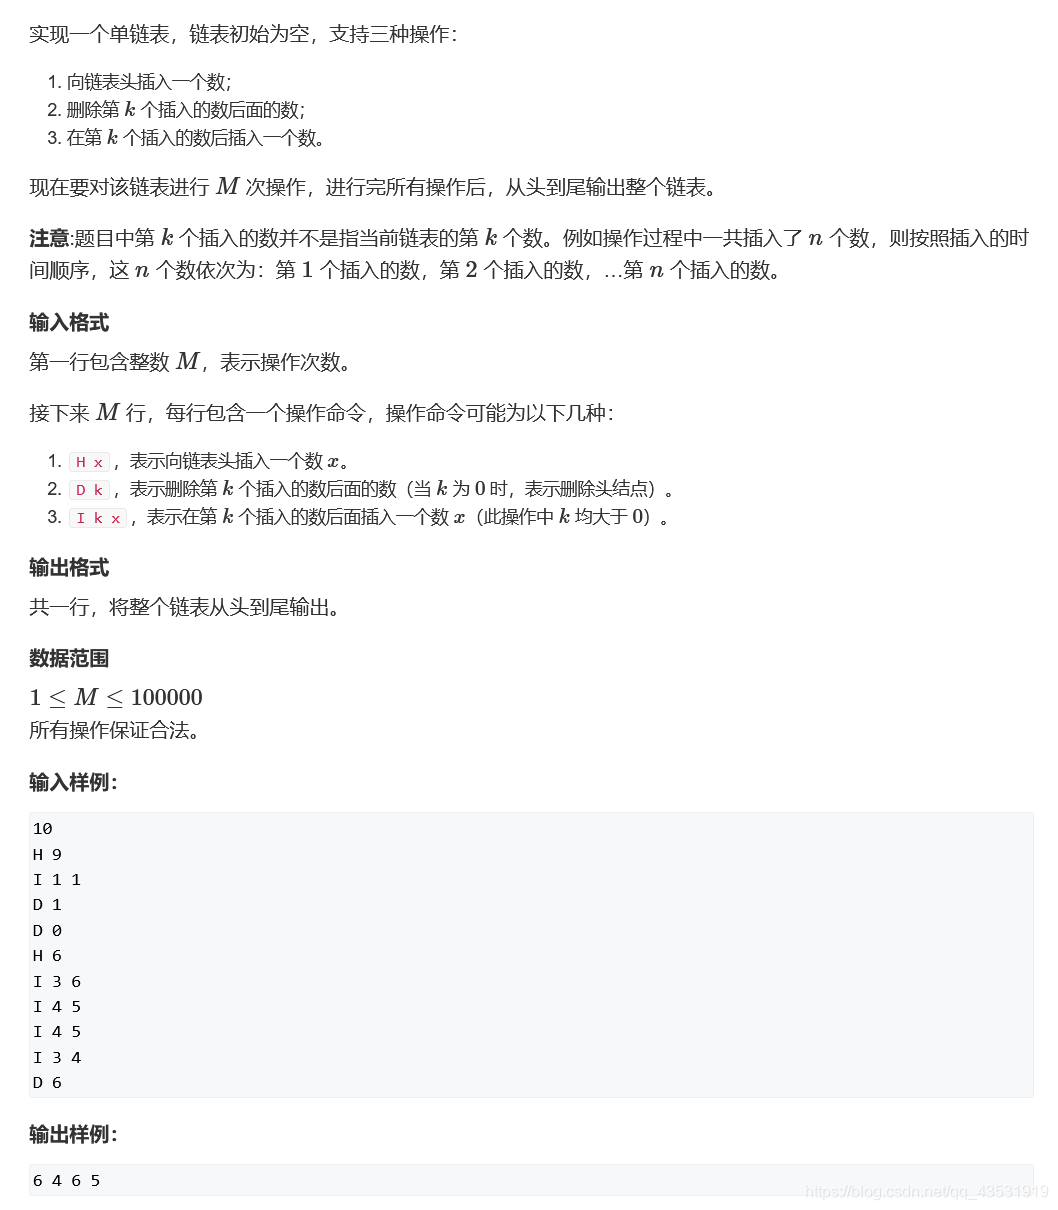 实现一个单链表，链表初始为空，支持三种操作：
1. 向链表头插入一个数；
2. 删除第 k 个插入的数后面的数；
3. 在第 k 个插入的数后插入一个数。
现在要对该链表进行 M 次操作，进行完所有操作后，从头到尾输出整个链表。
注意:题目中第 k 个插入的数并不是指当前链表的第 k 个数。例如操作过程中一共插入了 n 个数，则按照插入的时
间顺序，这 n 个数依次为：第 1 个插入的数，第 2 个插入的数，…第 n 个插入的数。
输入格式
第一行包含整数 M，表示操作次数。
接下来 M 行，每行包含一个操作命令，操作命令可能为以下几种：
1. H x，表示向链表头插入一个数 x。
2. D k，表示删除第 k 个插入的数后面的数（当 k 为 0 时，表示删除头结点）。
3. I k x，表示在第 k 个插入的数后面插入一个数 x（此操作中 k 均大于 0）。
输出格式
共一行，将整个链表从头到尾输出。
数据范围
1 ≤ M ≤ 100000
所有操作保证合法。
输入样例：
10
H 9
I 1 1
D 1
D 0
H 6
I 3 6
I 4 5
I 4 5
I 3 4
D 6
输出样例：
6 4 6 5
https://blog.csdn.net/qq_43531919